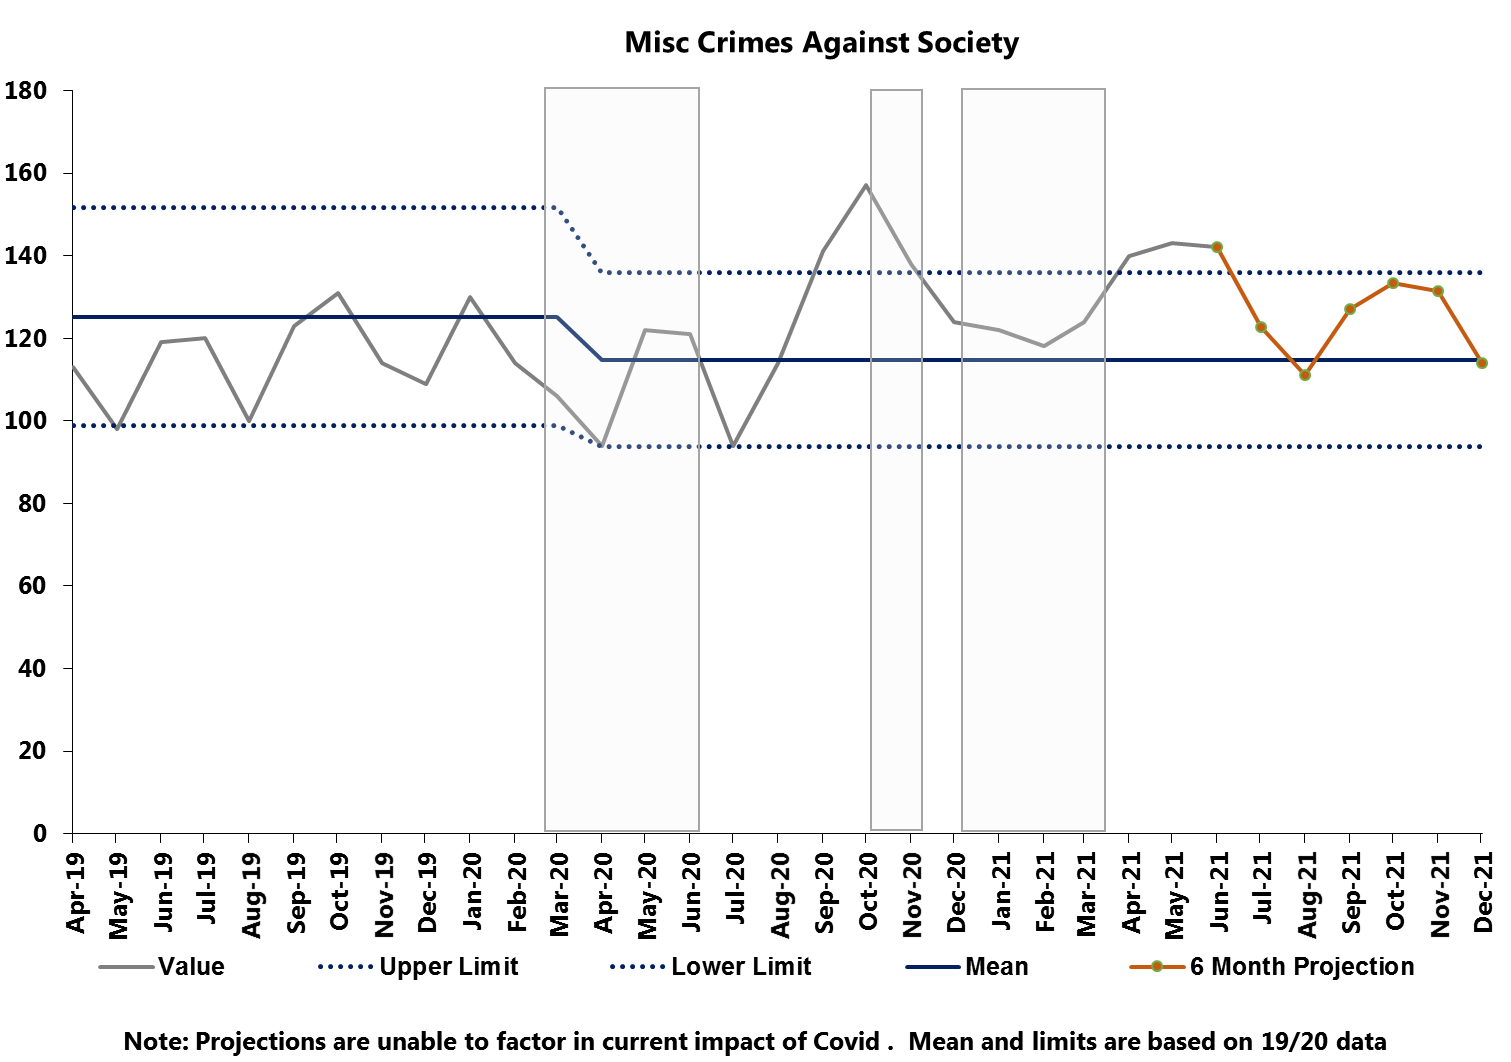 Misc Crimes Against Society
180
160
140
120
100
80
60
40
20
0
Apr-19
May-19
Jun-19
Jul-19
Aug-19
Sep-19
Oct-19
Nov-19
Dec-19
Jan-20
Feb-20
Mar-20
Apr-20
May-20
Jun-20
Jul-20
Aug-20
Sep-20
Oct-20
Nov-20
Dec-20
Jan-21
Feb-21
Mar-21
Apr-21
May-21
Jun-21
Jul-21
Aug-21
Sep-21
Oct-21
Nov-21
Dec-21
Value Upper Limit Lower Limit Mean 6 Month Projection
Note: Projections are unable to factor in current impact of Covid .  Mean and limits are based on 19/20 data